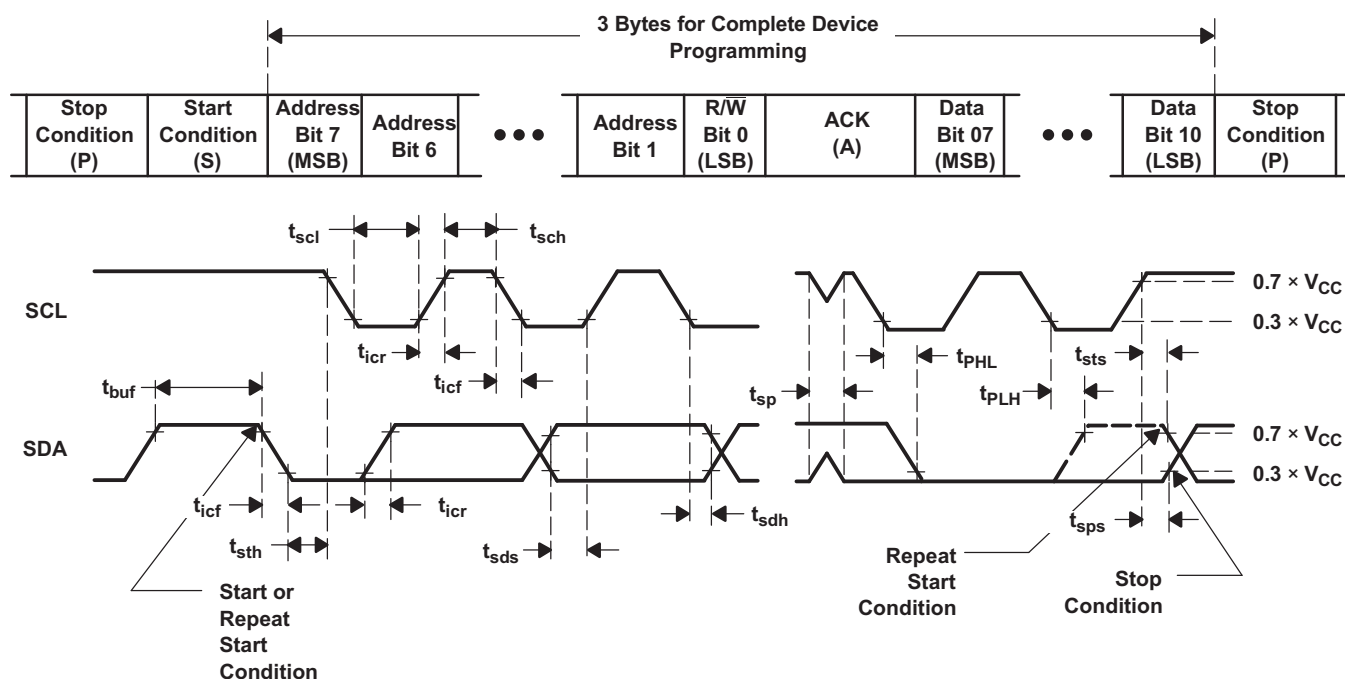 3 Bytes for Complete Device
Programming
Stop
Condition
(P)
Start
Condition
(S)
Address
Bit 7
(MSB)
Address
Bit 6
Address
Bit 1
R/W̅
Bit 0
(LSB)
ACK
(A)
Data
Bit 07
(MSB)
Data
Bit 10
(LSB)
Stop
Condition
(P)
tscl
tsch
SCL
0.7 × VCC
0.3 × VCC
ticr
ticf
tPHL
tsts
tbuf
tsp
tPLH
SDA
0.7 × VCC
0.3 × VCC
ticf
ticr
tsth
tsds
tsdh
tsps
Start or
Repeat
Start
Condition
Repeat
Start
Condition
Stop
Condition